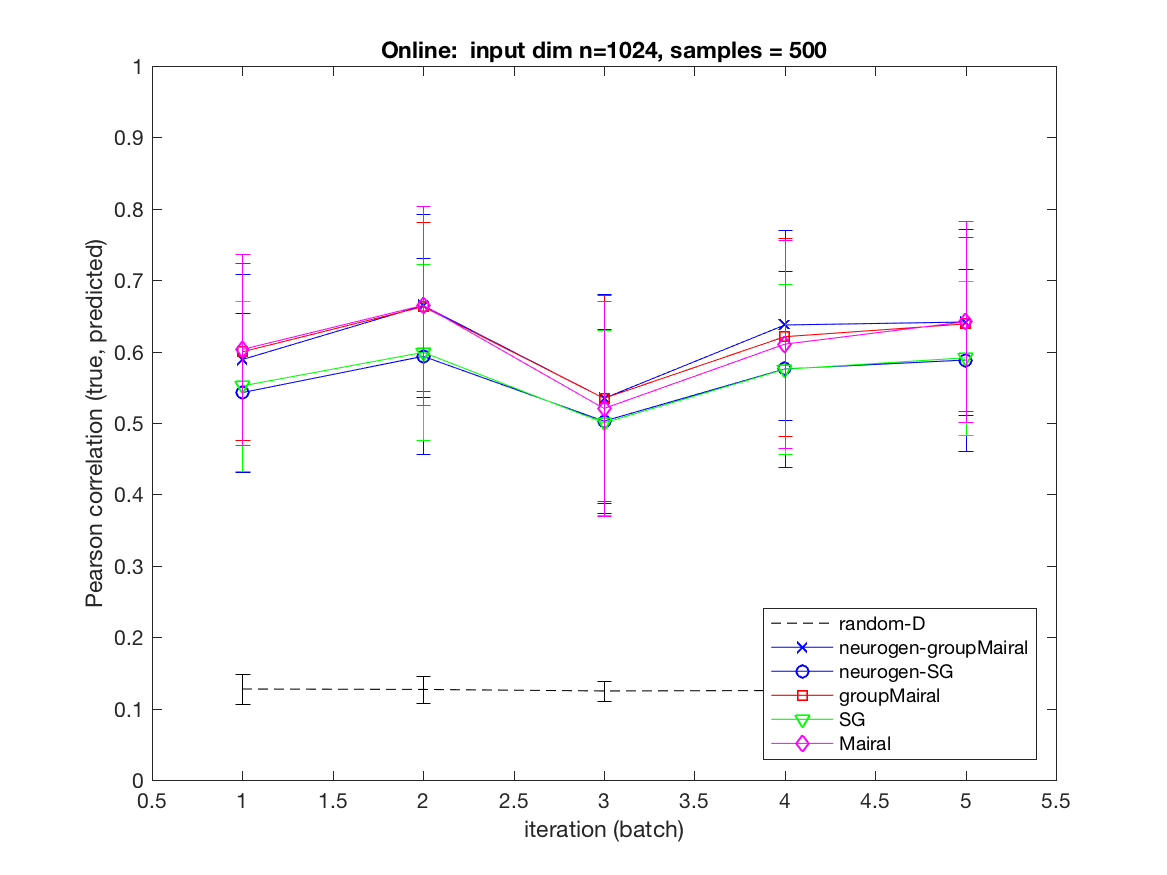 Online:  input dim n=1024, samples = 500
1
0.9
0.8
0.7
0.6
0.5
0.4
0.3
0.2
0.1
0
Pearson correlation (true, predicted)
random-D
neurogen-groupMairal
neurogen-SG
groupMairal
SG
Mairal
0.5 1 1.5 2 2.5 3 3.5 4 4.5 5 5.5
iteration (batch)